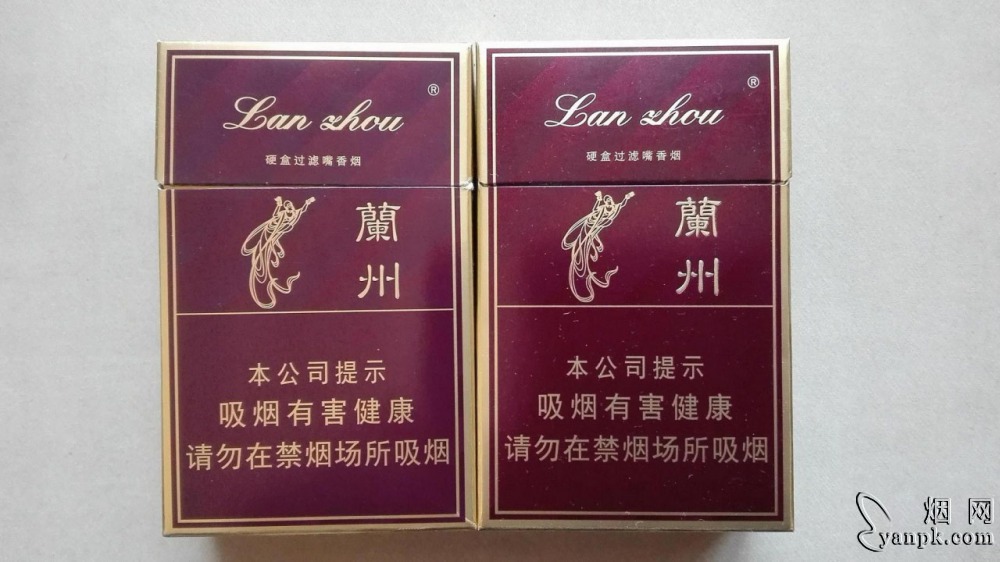 Lan zhou
®
硬盒过滤嘴香烟
蘭
州
本公司提示
吸烟有害健康
请勿在禁烟场所吸烟
Lan zhou
®
硬盒过滤嘴香烟
蘭
州
本公司提示
吸烟有害健康
请勿在禁烟场所吸烟
烟网
yanpk.com